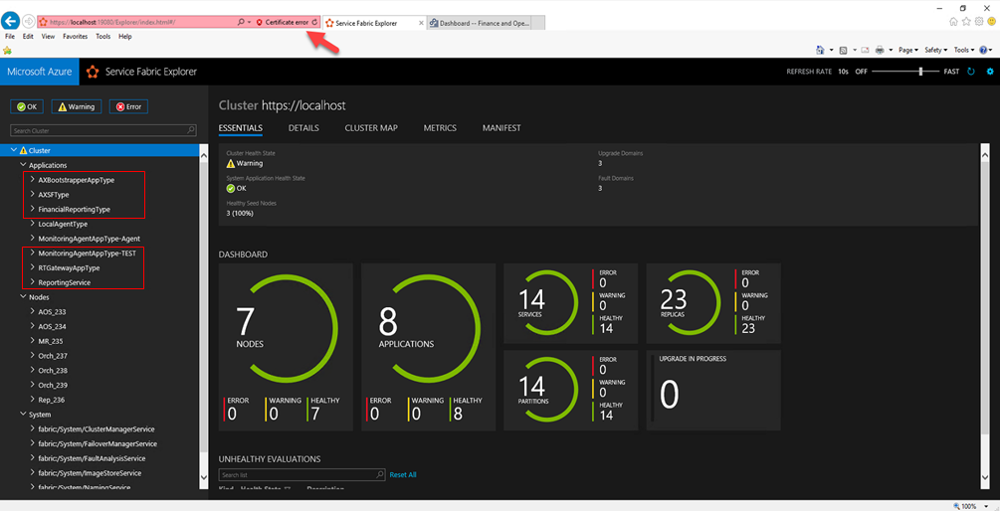 https://localhost:19080/Explorer/index.html#/
Certificate error
Service Fabric Explorer
Dashboard -- Finance and Ope...
File Edit View Favorites Tools Help
Page Safety Tools
Microsoft Azure
Service Fabric Explorer
REFRESH RATE 10s OFF FAST
OK
Warning
Error
Search Cluster
Cluster
Applications
AXBootstrapperAppType
AXSFType
FinancialReportingType
LocalAgentType
MonitoringAgentAppType-Agent
MonitoringAgentAppType-TEST
RTGatewayAppType
ReportingService
Nodes
AOS_233
AOS_234
MR_235
Orch_237
Orch_238
Orch_239
Rep_236
System
fabric:/System/ClusterManagerService
fabric:/System/FailoverManagerService
fabric:/System/FaultAnalysisService
fabric:/System/ImageStoreService
fabric:/System/NamingService
Cluster https://localhost
ESSENTIALS DETAILS CLUSTER MAP METRICS MANIFEST
Cluster Health State
Warning
System Application Health State
OK
Healthy Seed Nodes
3 (100%)
Upgrade Domains
3
Fault Domains
3
DASHBOARD
7
NODES
ERROR WARNING HEALTHY
0 0 7
8
APPLICATIONS
ERROR WARNING HEALTHY
0 0 8
14
SERVICES
ERROR
0
WARNING
0
HEALTHY
14
23
REPLICAS
ERROR
0
WARNING
0
HEALTHY
23
14
PARTITIONS
ERROR
0
WARNING
0
HEALTHY
14
UPGRADE IN PROGRESS
0
UNHEALTHY EVALUATIONS
Search list
Reset All
Kind Health State Description
100%